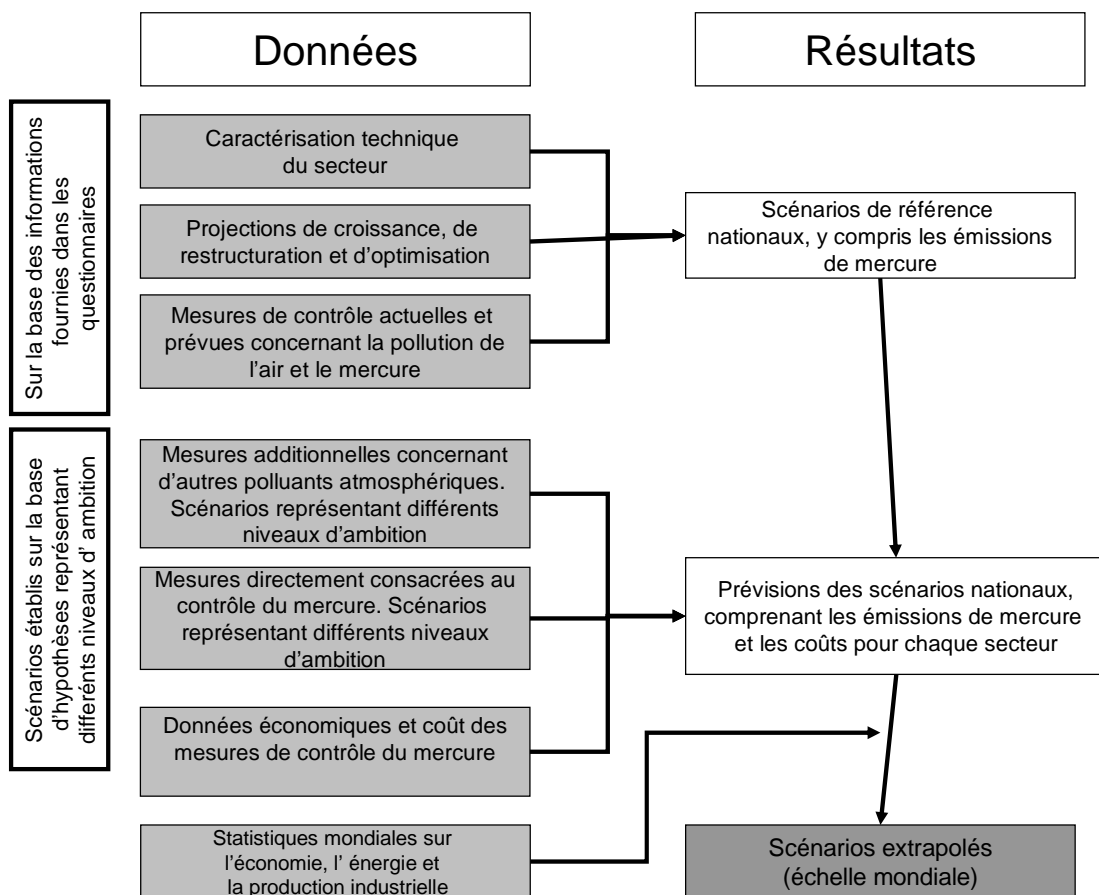 Données
Résultats
Sur la base des informations
fournies dans les
questionnaires
Caractérisation technique
du secteur
Projections de croissance, de
restructuration et d'optimisation
Mesures de contrôle actuelles et
prévues concernant la pollution de
l'air et le mercure
Scénarios de référence
nationaux, y compris les émissions
de mercure
Scénarios établis sur la base
d'hypothèses représentant
differénts niveaux d' ambition
Mesures additionnelles concernant
d'autres polluants atmosphériques.
Scénarios représentant différents
niveaux d'ambition
Mesures directement consacrées au
contrôle du mercure. Scénarios
représentant différents niveaux
d'ambition
Données économiques et coût des
mesures de contrôle du mercure
Prévisions des scénarios nationaux,
comprenant les émissions de mercure
et les coûts pour chaque secteur
Statistiques mondiales sur
l'économie, l' énergie et
la production industrielle
Scénarios extrapolés
(échelle mondiale)